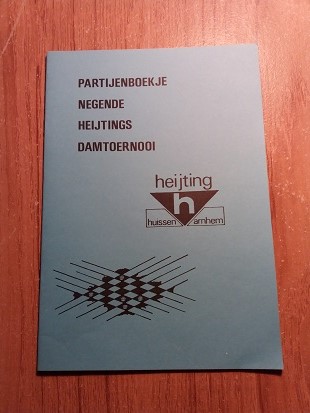 PARTIJENBOEKJE
NEGENDE
HEIJTINGS
DAMTOERNOOI
heijting
h
huissen arnhem